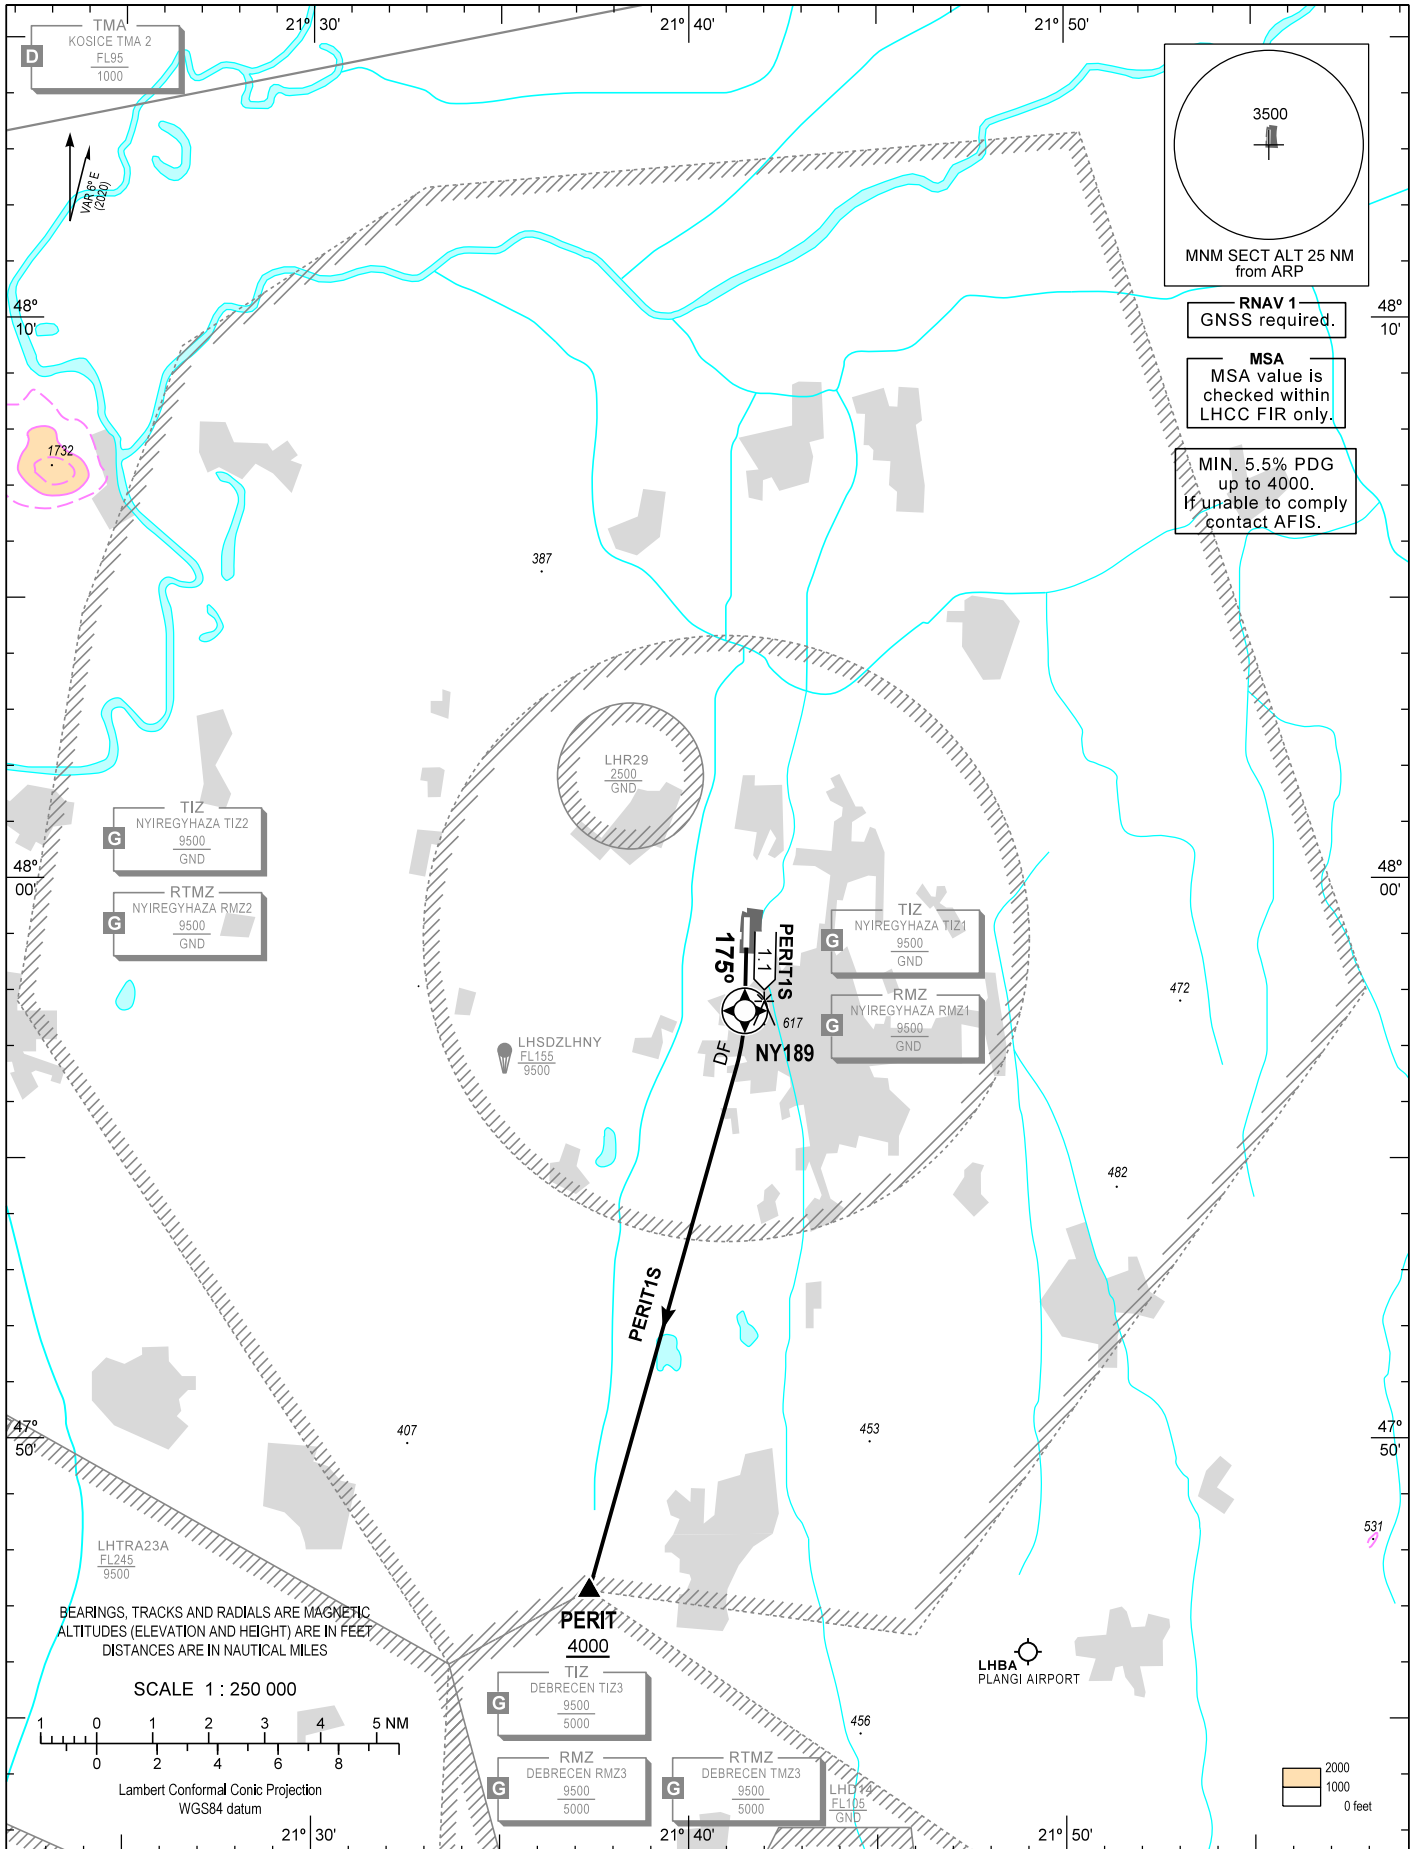 21° 30'
21° 40'
21° 50'
TMA
D
KOSICE TMA 2
FL95
1000
VAR 6° E
(2020)
3500
MNM SECT ALT 25 NM
from ARP
48°
10'
48°
10'
RNAV 1
GNSS required.
MSA
MSA value is
checked within
LHCC FIR only.
MIN. 5.5% PDG
up to 4000.
If unable to comply
contact AFIS.
1732
387
LHR29
2500
GND
TIZ
G
NYIREGYHAZA TIZ2
9500
GND
RTMZ
G
NYIREGYHAZA RMZ2
9500
GND
48°
00'
48°
00'
175°
1.1
PERIT1S
TIZ
G
NYIREGYHAZA TIZ1
9500
GND
RMZ
G
NYIREGYHAZA RMZ1
9500
GND
617
472
NY189
DF
LHSDZLHNY
FL155
9500
482
PERIT1S
47°
50'
407
453
47°
50'
531
LHTRA23A
FL245
9500
PERIT
4000
BEARINGS, TRACKS AND RADIALS ARE MAGNETIC
ALTITUDES (ELEVATION AND HEIGHT) ARE IN FEET
DISTANCES ARE IN NAUTICAL MILES
SCALE 1 : 250 000
1 0 1 2 3 4 5 NM
0 2 4 6 8
Lambert Conformal Conic Projection
WGS84 datum
LHBA
PLANGI AIRPORT
TIZ
G
DEBRECEN TIZ3
9500
5000
456
RMZ
G
DEBRECEN RMZ3
9500
5000
RTMZ
G
DEBRECEN TMZ3
9500
5000
LHD14
FL105
GND
2000
1000
0 feet
21° 30'
21° 40'
21° 50'